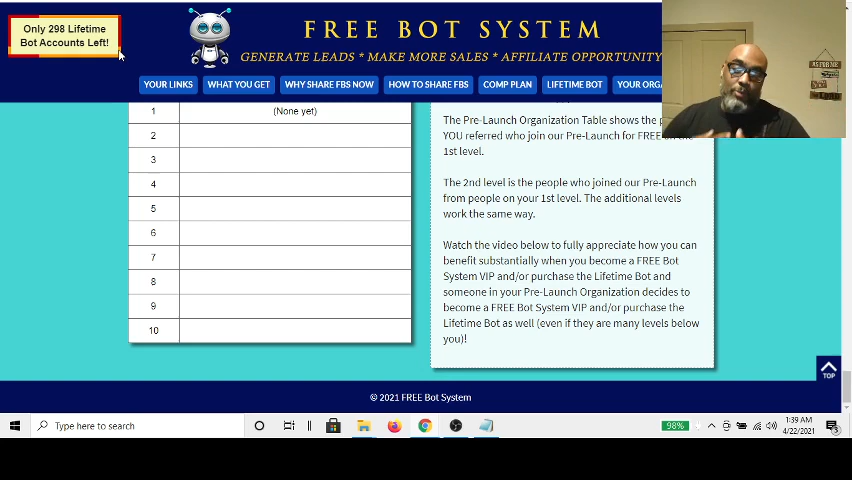 Only 298 Lifetime
Bot Accounts Left!
FREE BOT SYSTEM
GENERATE LEADS * MAKE MORE SALES * AFFILIATE OPPORTUNITY
YOUR LINKS
WHAT YOU GET
WHY SHARE FBS NOW
HOW TO SHARE FBS
COMP PLAN
LIFETIME BOT
YOUR
AS FOR ME
1 (None yet)
2
3
4
5
6
7
8
9
10
The Pre-Launch Organization Table shows the
YOU referred who join our Pre-Launch for FREE on the
1st level.
The 2nd level is the people who joined our Pre-Launch
from people on your 1st level. The additional levels
work the same way.
Watch the video below to fully appreciate how you can
benefit substantially when you become a FREE Bot
System VIP and/or purchase the Lifetime Bot and
someone in your Pre-Launch Organization decides to
become a FREE Bot System VIP and/or purchase the
Lifetime Bot as well (even if they are many levels below
you)!
TOP
© 2021 FREE Bot System
Type here to search
98%
1:39 AM
4/22/2021
3